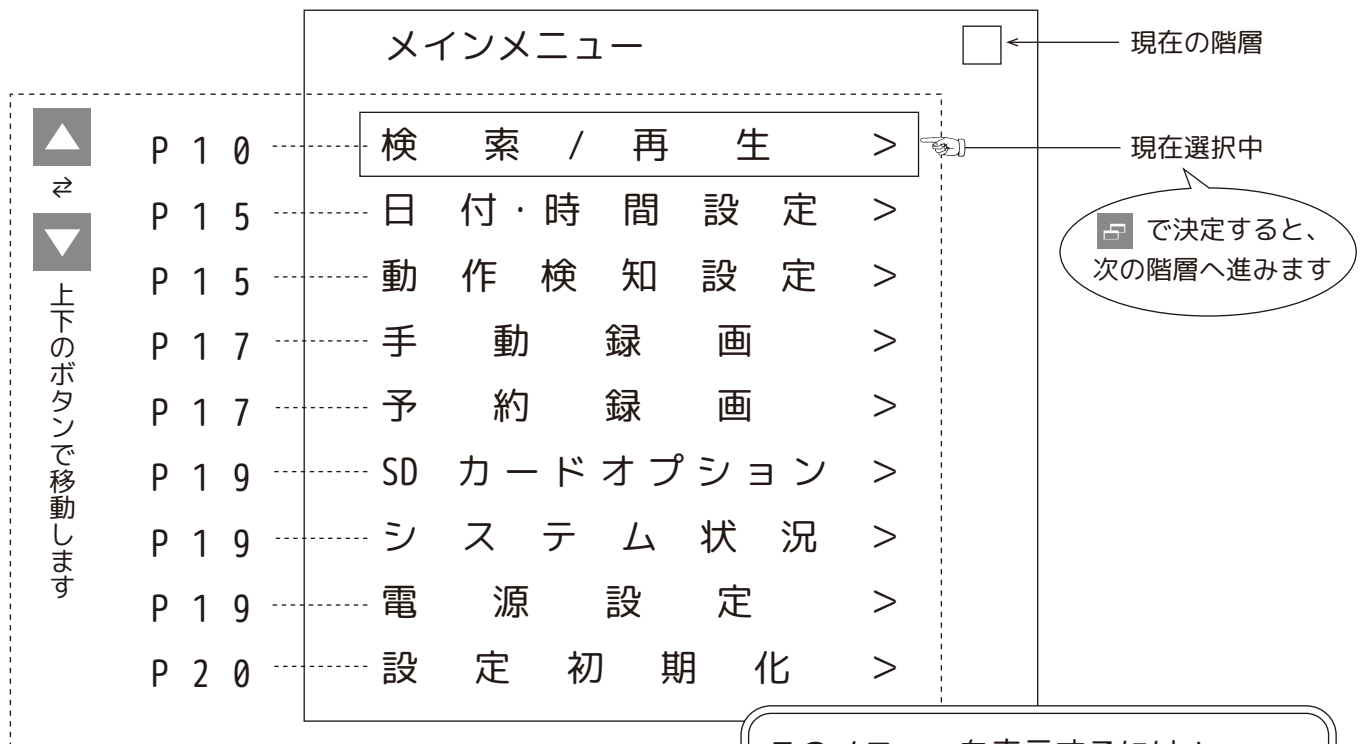 メインメニュー
現在の階層
P10 検索/再生 >
現在選択中
P15 日付・時間設定 >
で決定すると、
次の階層へ進みます
P15 動作検知設定 >
P17 手動録画 >
P17 予約録画 >
P19 SDカードオプション >
P19 システム状況 >
P19 電源設定 >
P20 設定初期化 >
上下のボタンで移動します